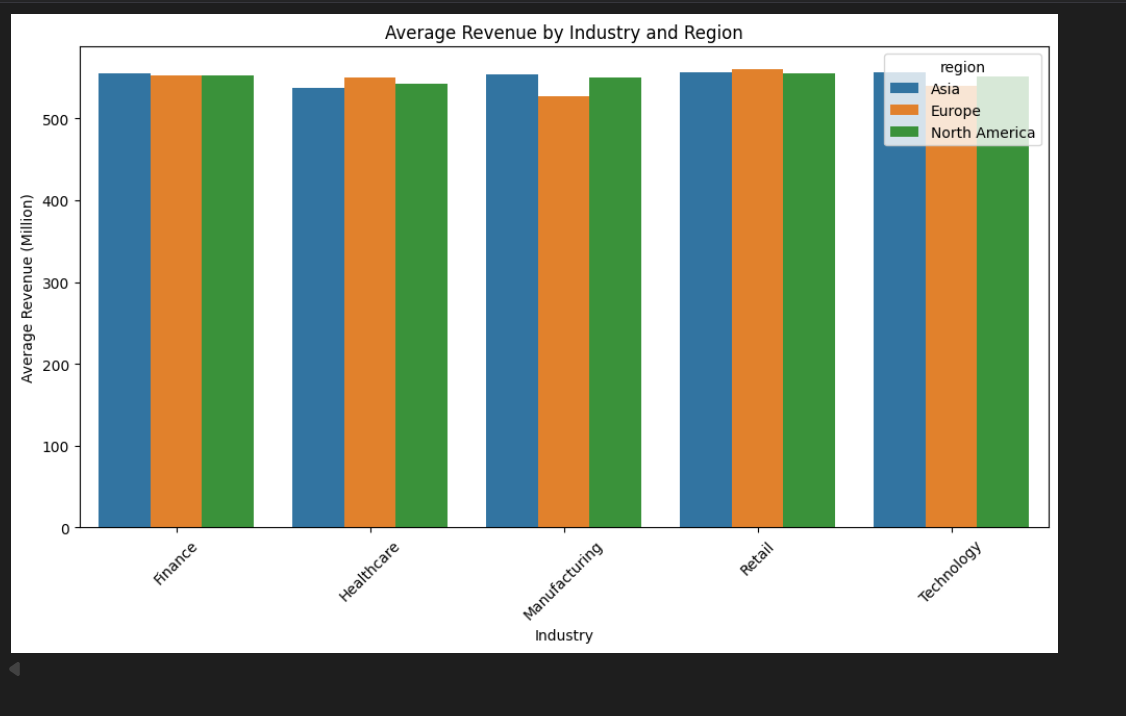 Average Revenue by Industry and Region
region
Asia
Europe
North America
Average Revenue (Million)
500
400
300
200
100
0
Finance
Healthcare
Manufacturing
Retail
Technology
Industry